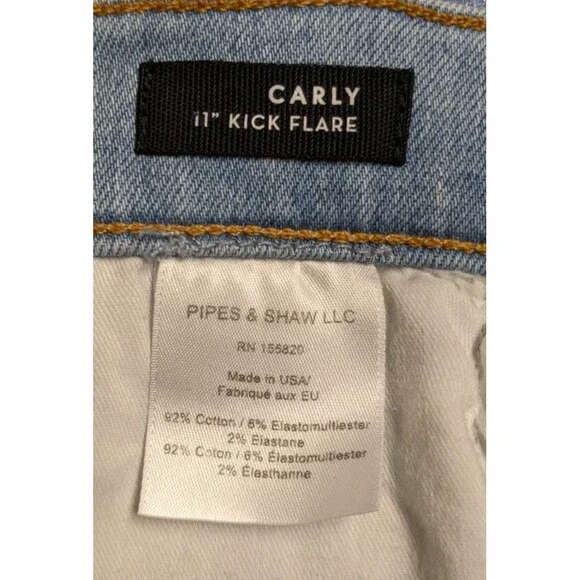 CARLY
11" KICK FLARE
PIPES & SHAW LLC
RN 155820
Made in USA/
Fabriqué aux EU
92% Cotton / 6% Elastomultiester
2% Elastane
92% Coton / 6% Élastomultiester
2% Élasthanne